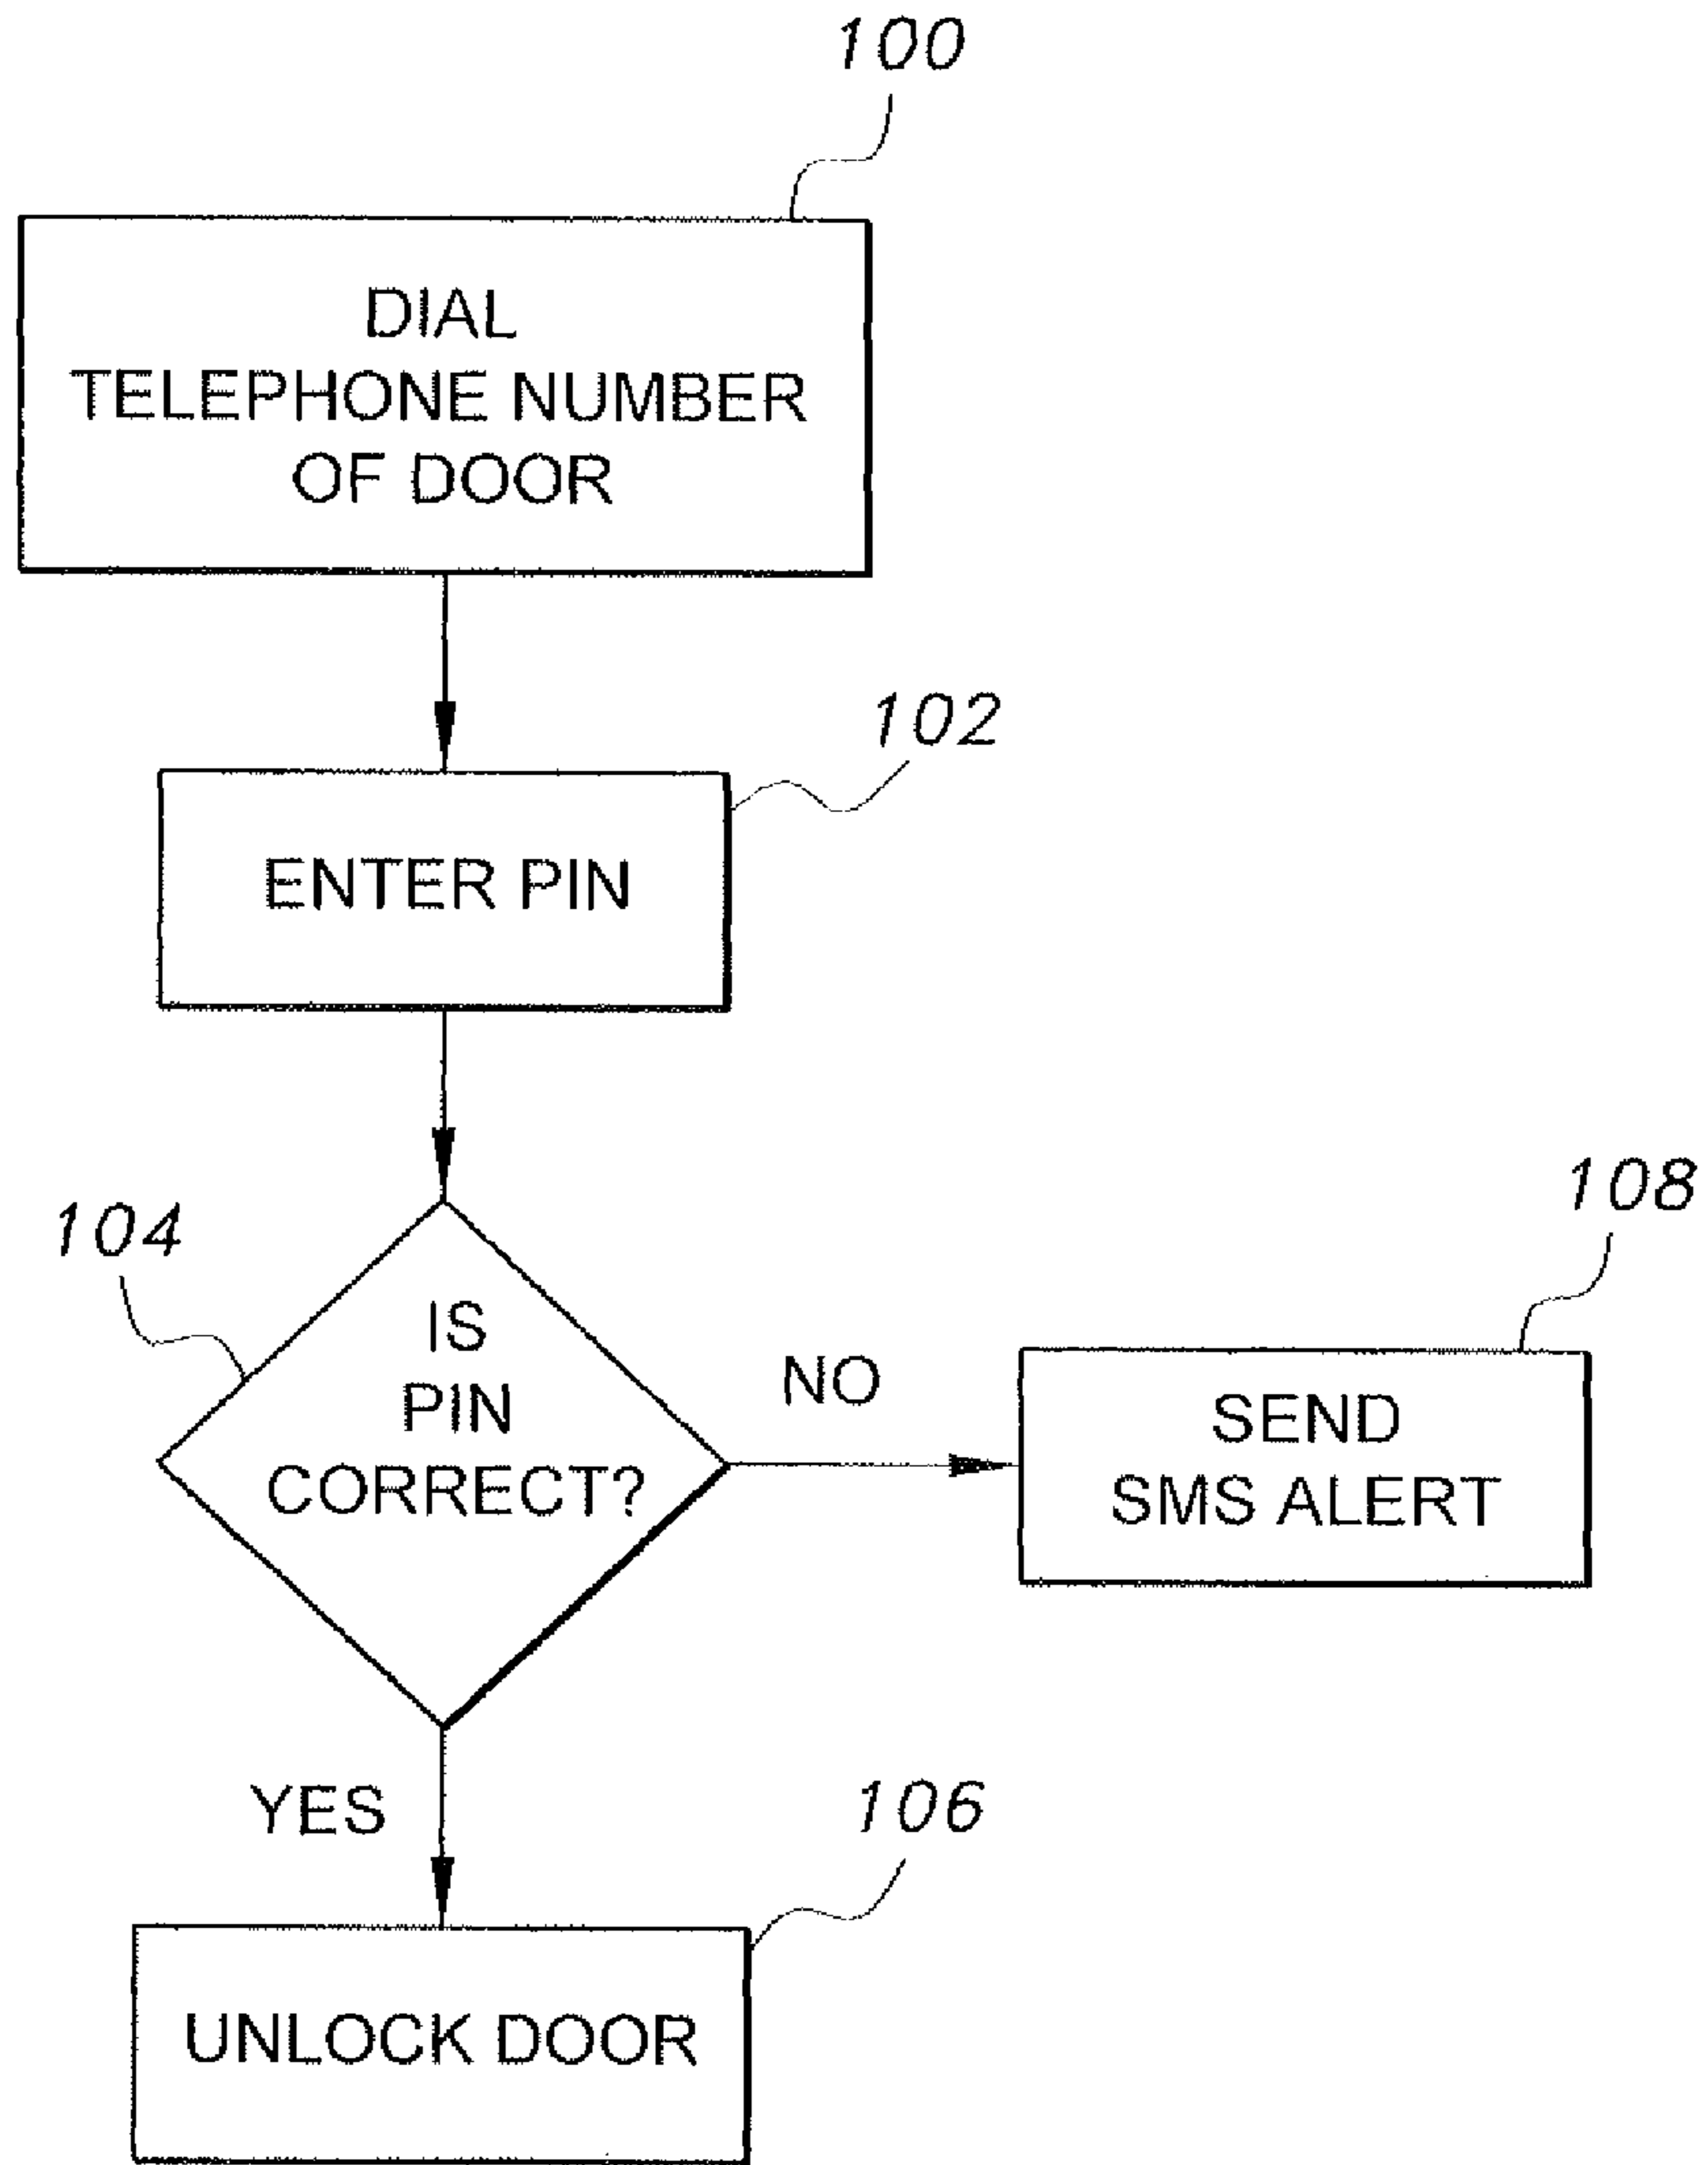 100
DIAL
TELEPHONE NUMBER
OF DOOR
102
ENTER PIN
104
IS
PIN
CORRECT?
NO
108
SEND
SMS ALERT
YES
106
UNLOCK DOOR